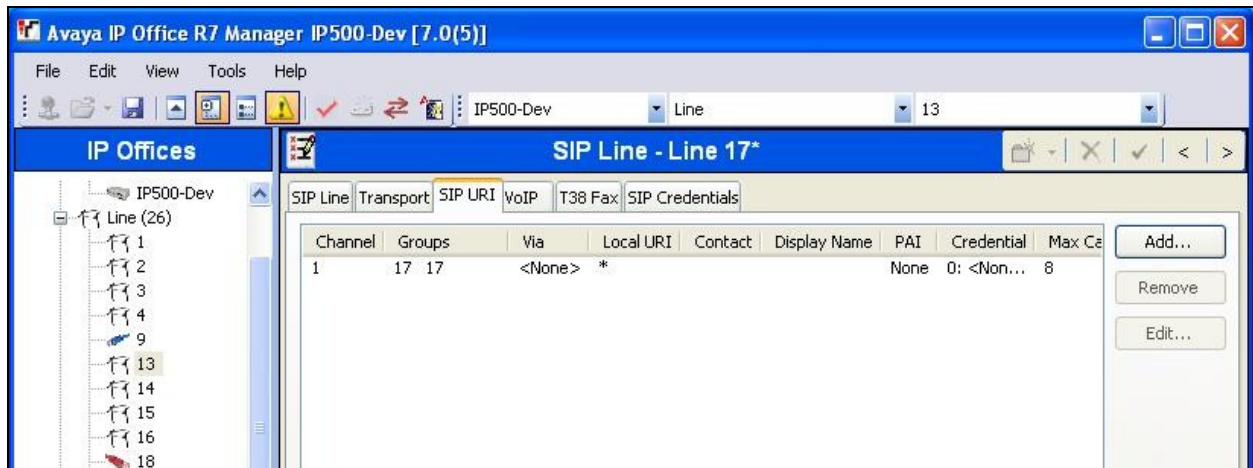 Avaya IP Office R7 Manager IP500-Dev [7.0(5)]
File Edit View Tools Help
IP500-Dev Line 13
IP Offices
SIP Line - Line 17*
IP500-Dev
Line (26)
1
2
3
4
9
13
14
15
16
18
SIP Line Transport SIP URI VoIP T38 Fax SIP Credentials
Channel Groups Via Local URI Contact Display Name PAI Credential Max Ca
1 17 17 <None> * None 0: <Non... 8
Add...
Remove
Edit...